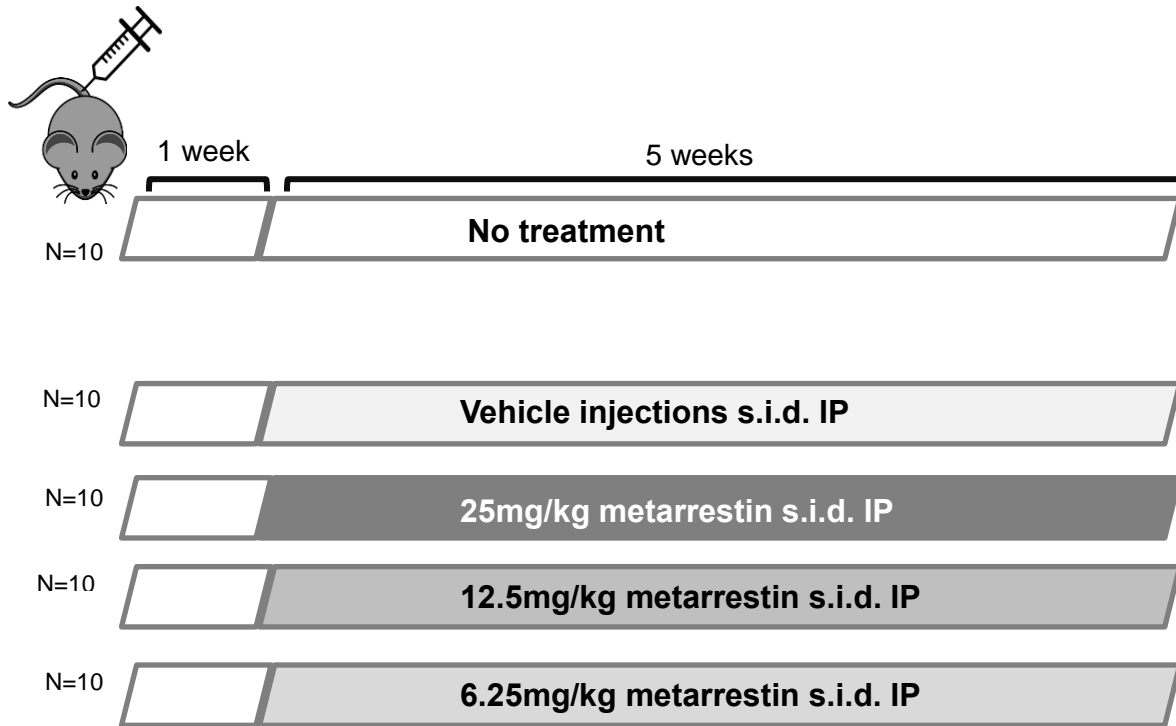 1 week
5 weeks
N=10
No treatment
N=10
Vehicle injections s.i.d. IP
N=10
25mg/kg metarrestin s.i.d. IP
N=10
12.5mg/kg metarrestin s.i.d. IP
N=10
6.25mg/kg metarrestin s.i.d. IP